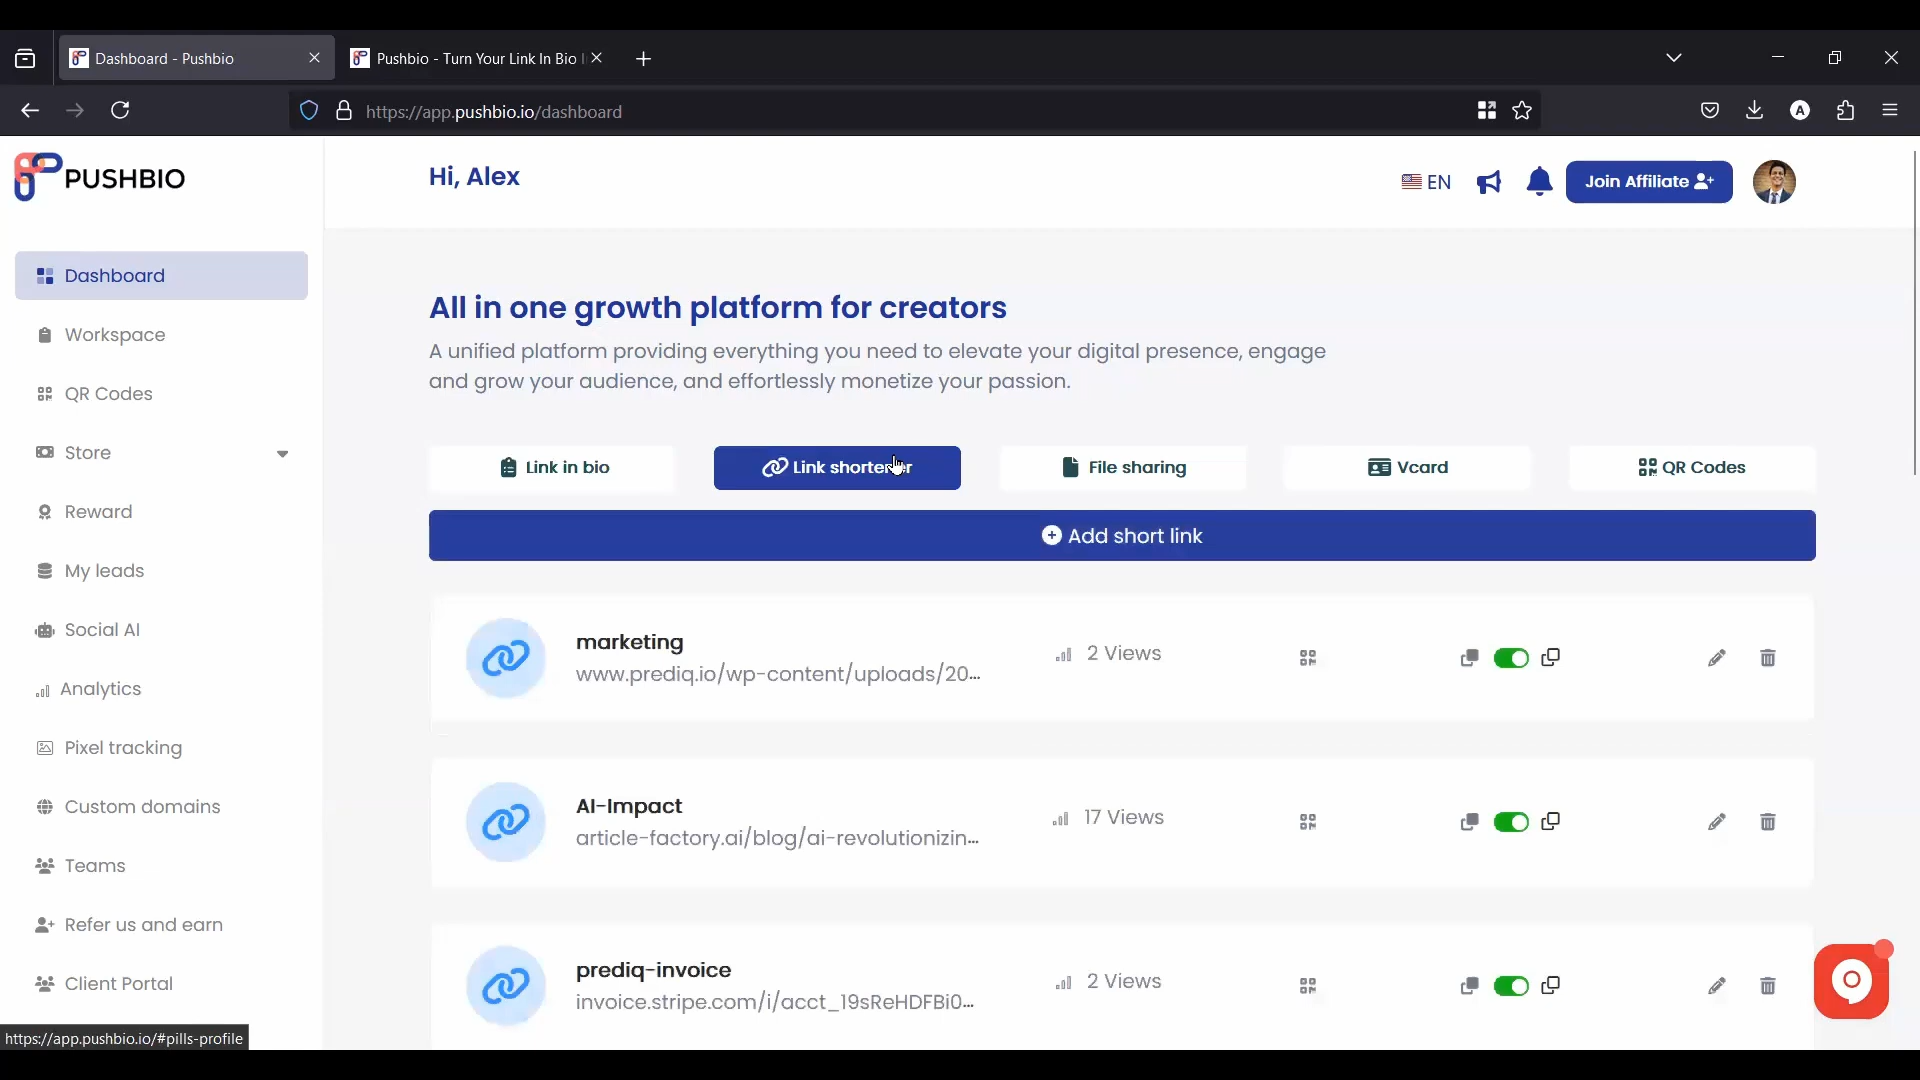 Dashboard - Pushbio
Pushbio - Turn Your Link In Bio
https://app.pushbio.io/dashboard
A
PUSHBIO
Hi, Alex
EN
Join Affiliate
Dashboard
Workspace
QR Codes
Store
Reward
My leads
Social AI
Analytics
Pixel tracking
Custom domains
Teams
Refer us and earn
Client Portal
https://app.pushbio.io/#pills-profile
All in one growth platform for creators
A unified platform providing everything you need to elevate your digital presence, engage
and grow your audience, and effortlessly monetize your passion.
Link in bio
Link shortener
File sharing
Vcard
QR Codes
Add short link
marketing
www.prediq.io/wp-content/uploads/20...
2 Views
AI-Impact
article-factory.ai/blog/ai-revolutionizin...
17 Views
prediq-invoice
invoice.stripe.com/i/acct_19sReHDFBi0...
2 Views